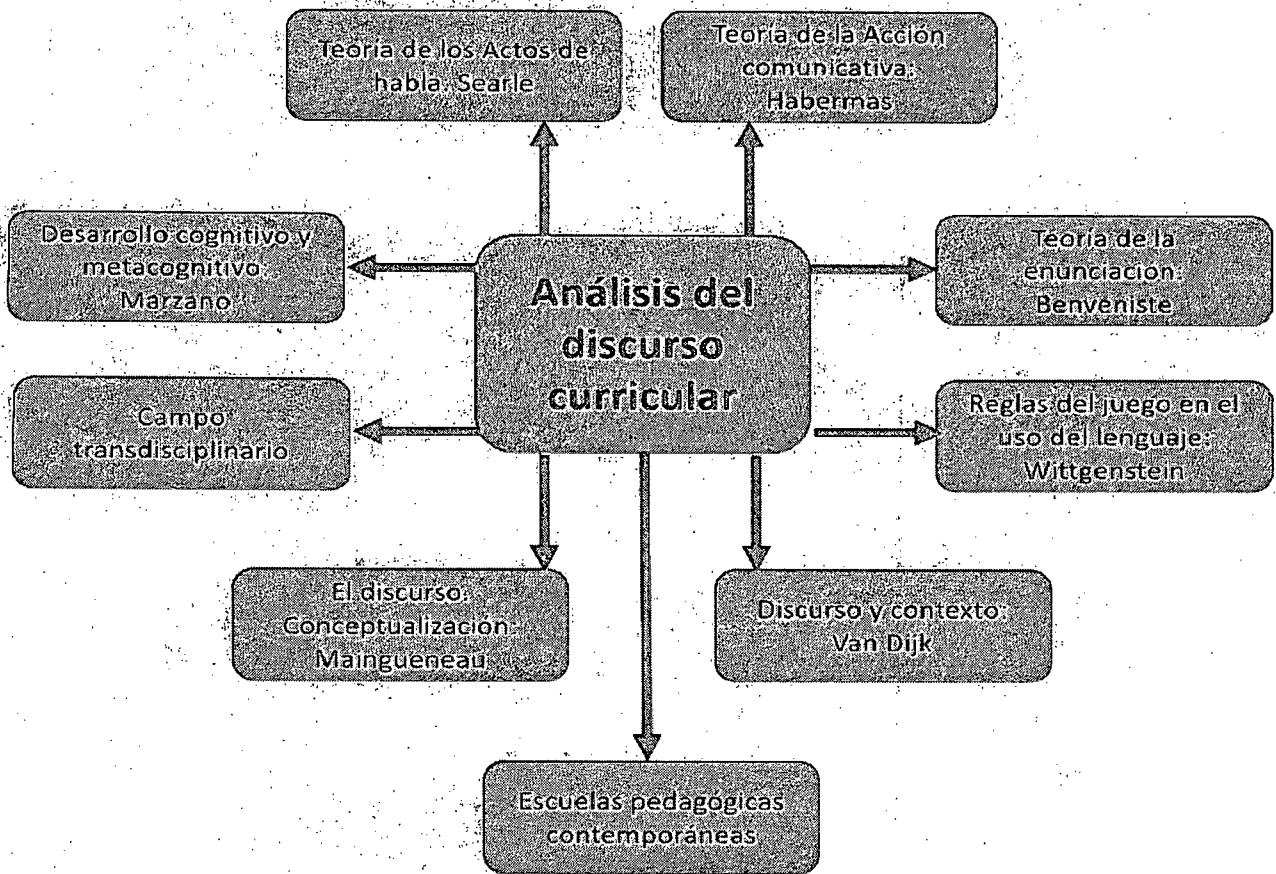 Teoría de los Actos de
habla: Searle
Teoría de la Acción
comunicativa:
Habermas
Desarrollo cognitivo y
metacognitivo:
Marzano
Análisis del
discurso
curricular
Teoría de la
enunciación:
Benveniste
Campo
transdisciplinario
Reglas del juego en el
uso del lenguaje:
Wittgenstein
El discurso.
Conceptualización:
Maingueneau
Discurso y contexto:
Van Dijk
Escuelas pedagógicas
contemporáneas